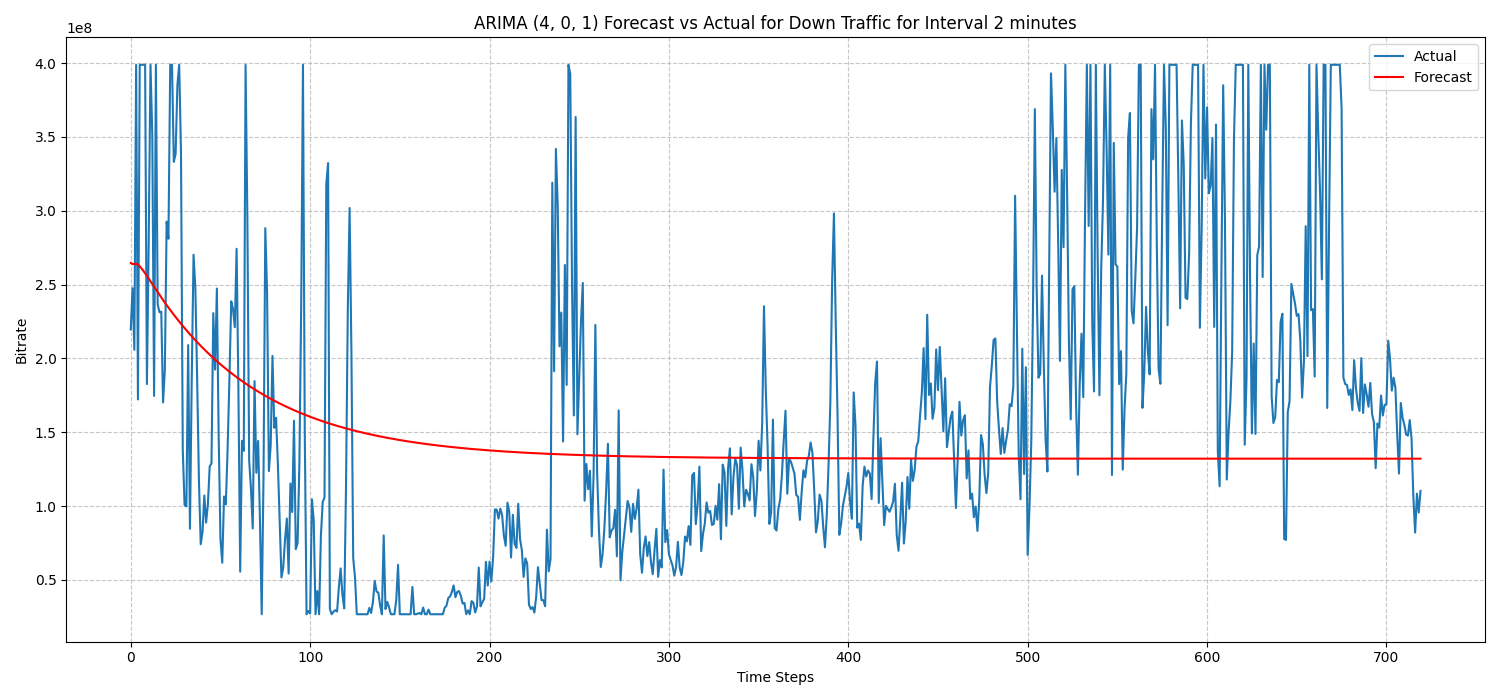 ARIMA (4, 0, 1) Forecast vs Actual for Down Traffic for Interval 2 minutes
1e8
4.0
3.5
3.0
2.5
2.0
1.5
1.0
0.5
Bitrate
Actual
Forecast
0 100 200 300 400 500 600 700
Time Steps